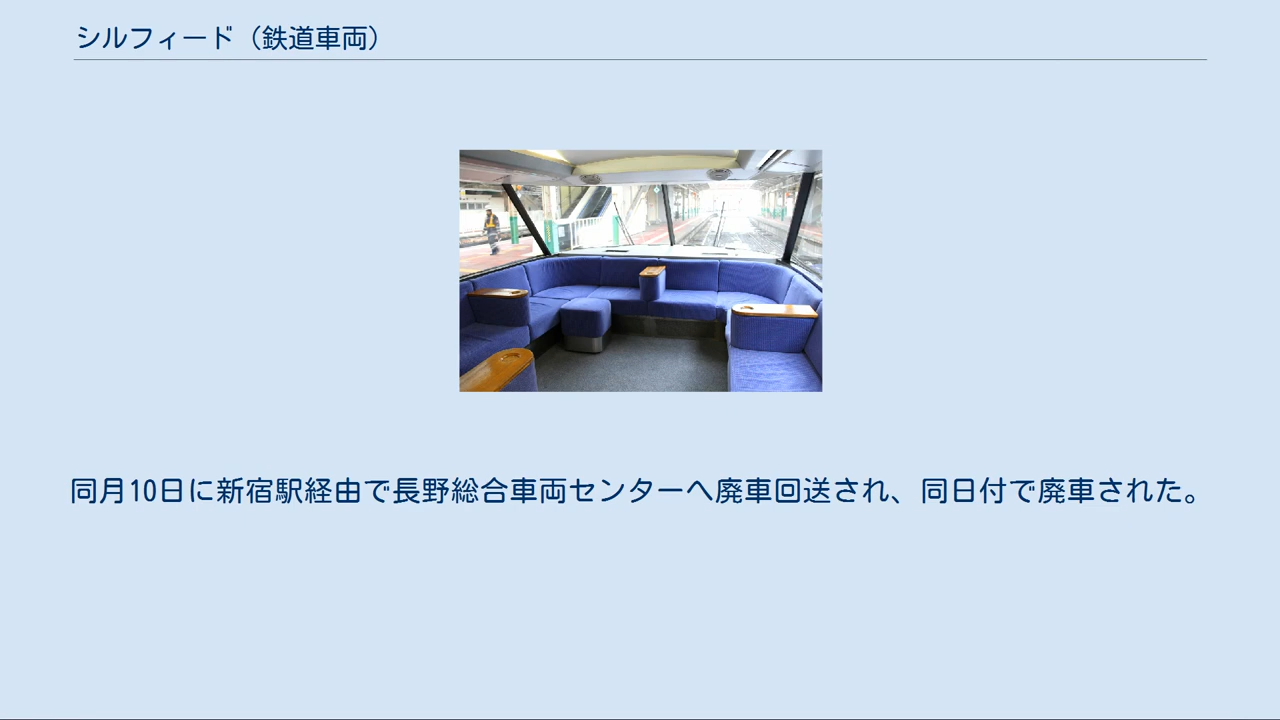 シルフィード（鉄道車両）
同月10日に新宿駅経由で長野総合車両センターへ廃車回送され、同日付で廃車された。